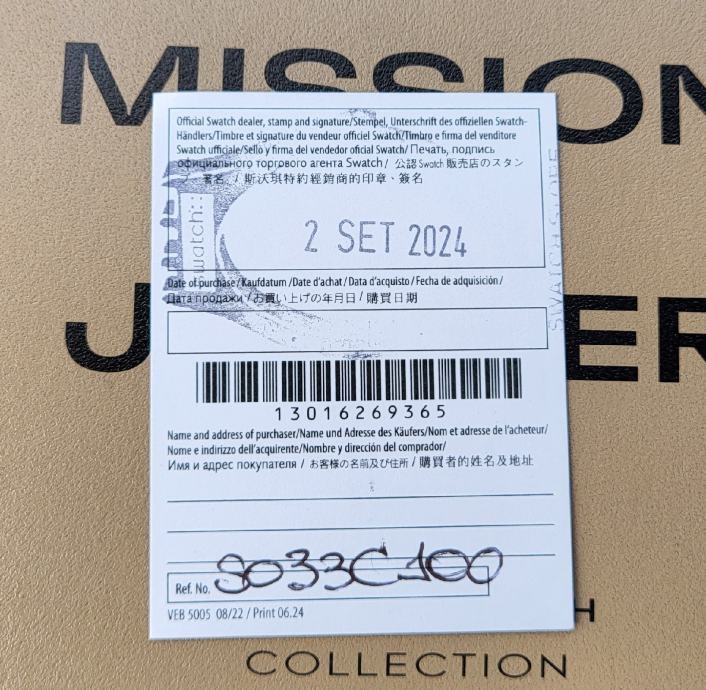 MISSION
Official Swatch dealer, stamp and signature/Stempel, Unterschrift des offiziellen Swatch-
Händlers/Timbre et signature du vendeur officiel Swatch/Timbro e firma del venditore
Swatch ufficiale/Sello y firma del vendedor oficial Swatch/Печать, подпись
официального торгового агента Swatch/ 公認 Swatch 販売店のスタン
プ、署名 / 斯沃琪特約經銷商的印章、簽名
swatch::
SWATCH STORE
2 SET 2024
Date of purchase/Kaufdatum/Date d'achat/Data d'acquisto/Fecha de adquisición/
Дата продажи/お買い上げの年月日/購買日期
J ER
13016269365
Name and address of purchaser/Name und Adresse des Käufers/Nom et adresse de l'acheteur/
Nome e indirizzo dell'acquirente/Nombre y dirección del comprador/
Имя и адрес покупателя / お客様の名前及び住所 / 購買者的姓名及地址
Ref. No. SO33C100
VEB 5005 08/22 / Print 06.24
H
COLLECTION